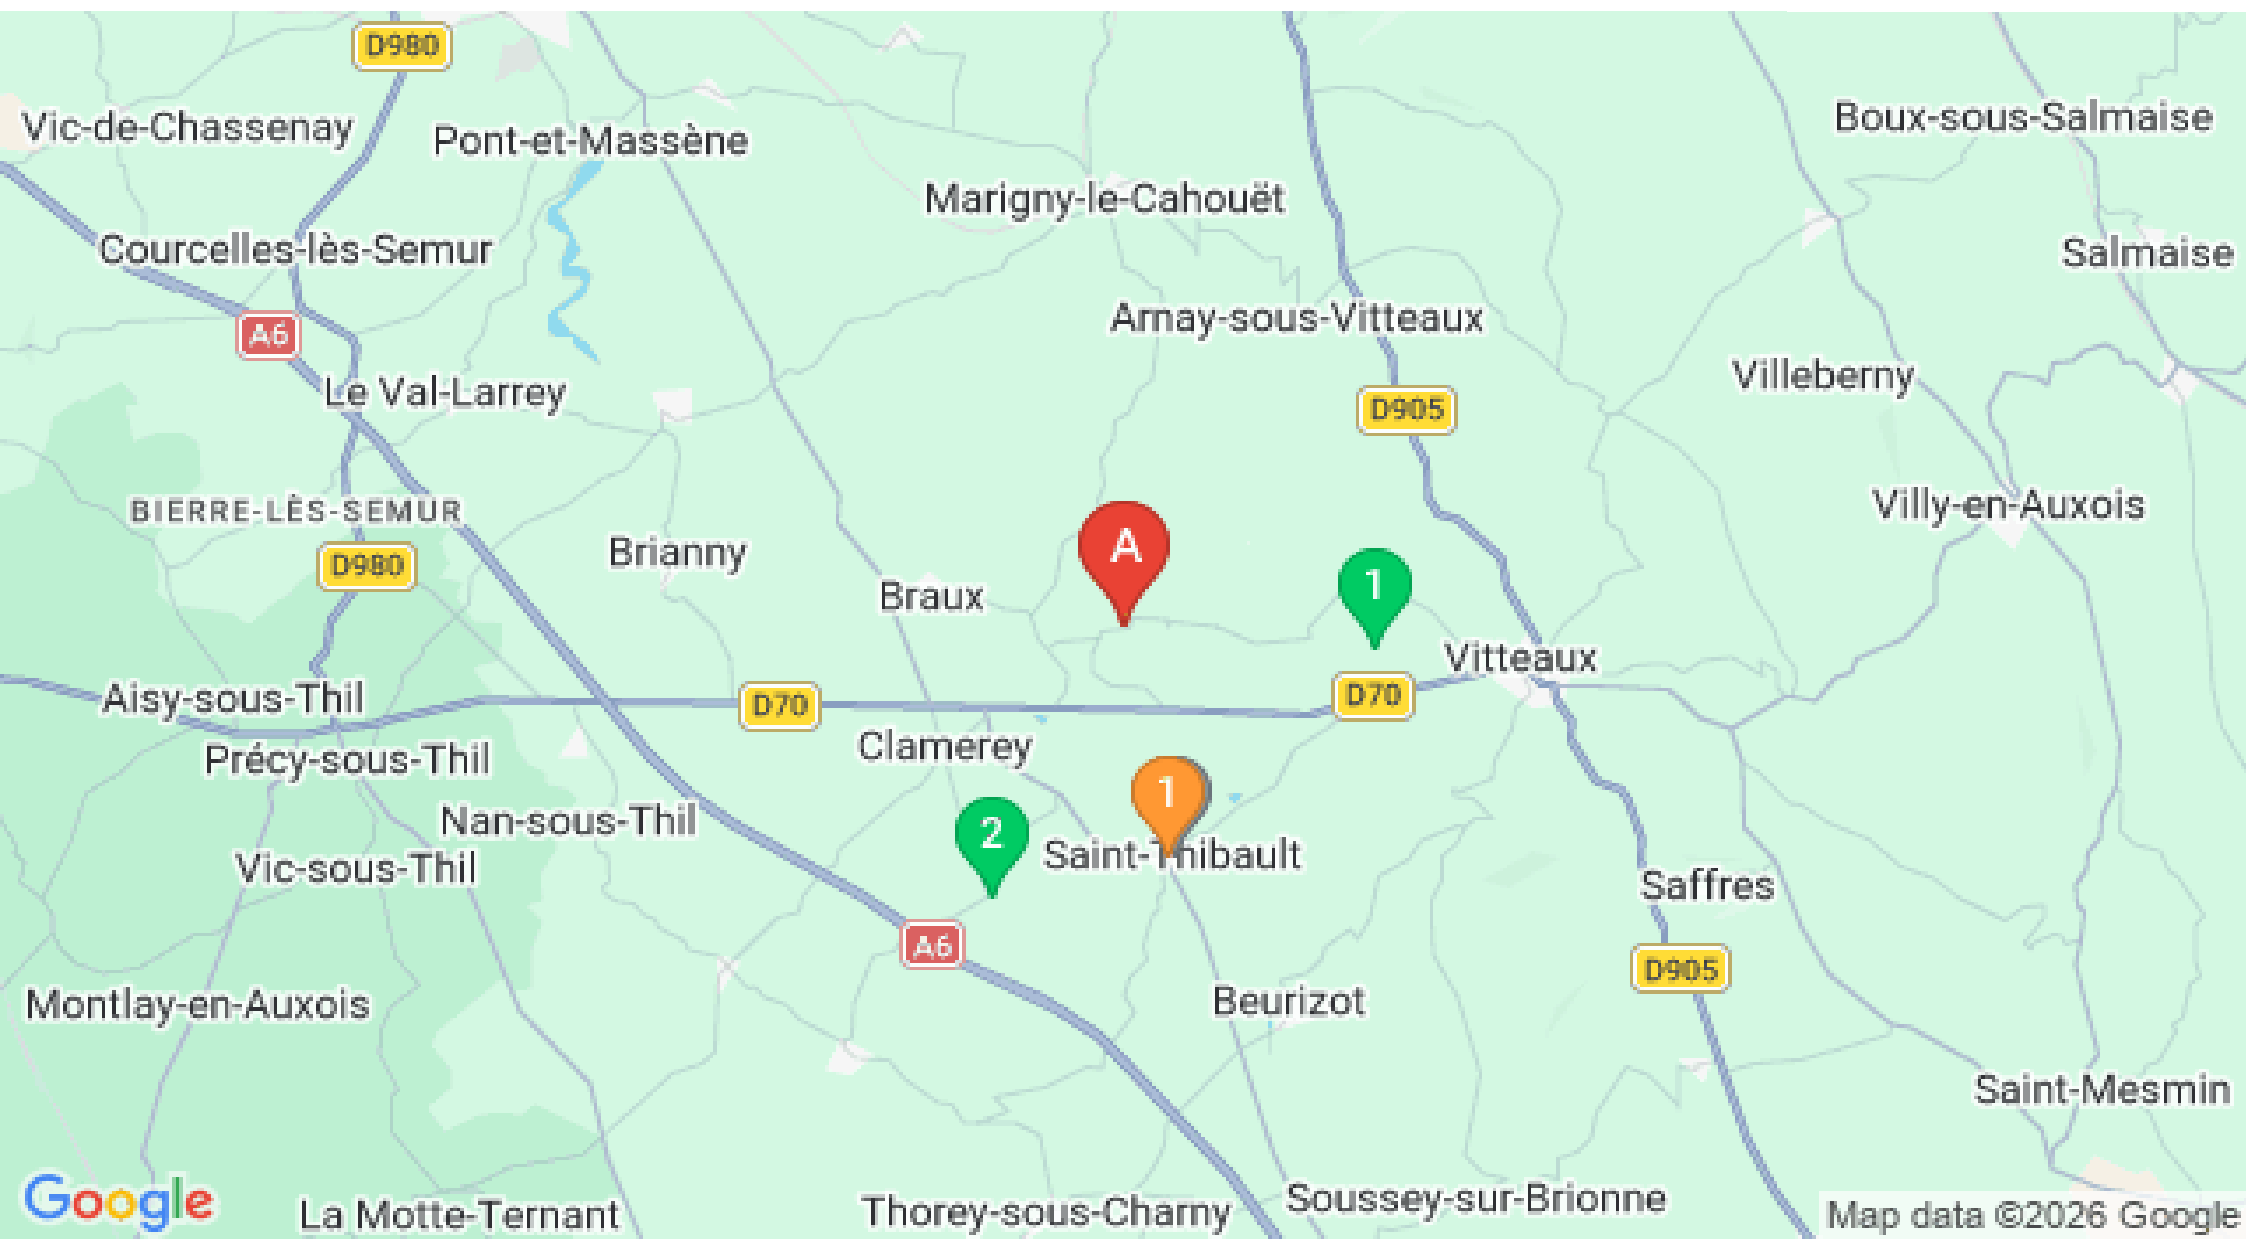 D980
Vic-de-Chassenay
Pont-et-Massène
Boux-sous-Salmaise
Marigny-le-Cahouët
Courcelles-lès-Semur
Salmaise
A6
Arnay-sous-Vitteaux
Le Val-Larrey
Villeberny
D905
BIERRE-LÈS-SEMUR
Villy-en-Auxois
A
Brianny
D980
Braux
1
Vitteaux
Aisy-sous-Thil
D70
D70
Précy-sous-Thil
Clamerey
1
Nan-sous-Thil
2
Vic-sous-Thil
Saint-Thibault
Saffres
A6
D905
Montlay-en-Auxois
Beurizot
Saint-Mesmin
Google
La Motte-Ternant
Thorey-sous-Charny
Soussey-sur-Brionne
Map data ©2026 Google